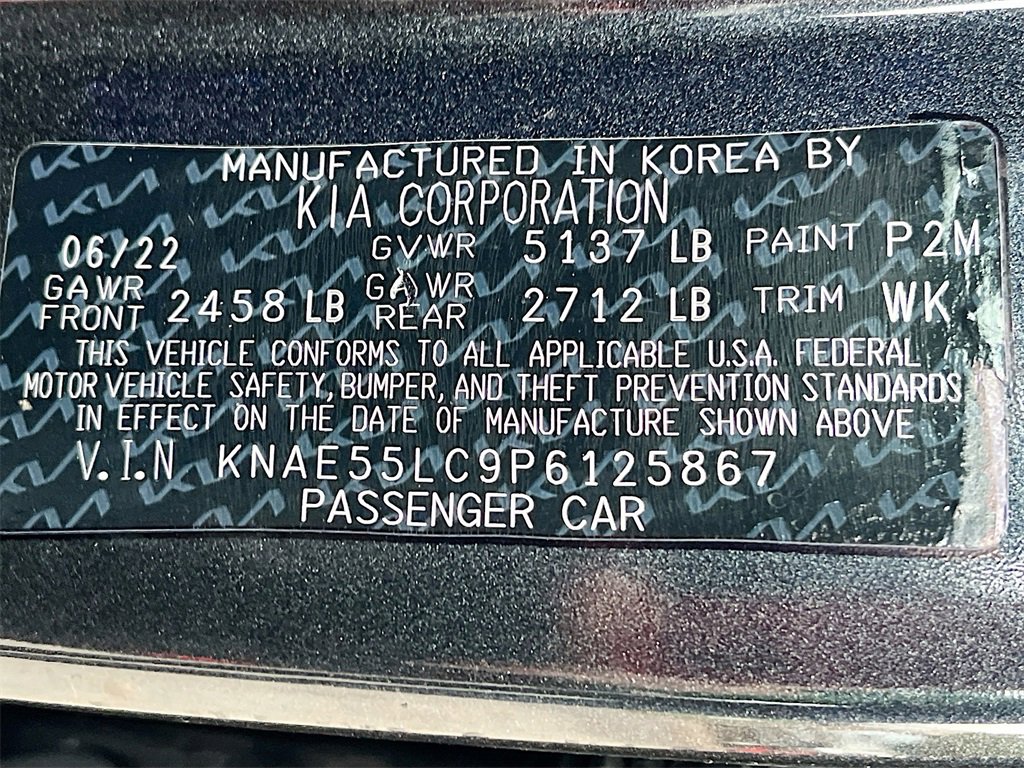 MANUFACTURED IN KOREA BY
KIA CORPORATION
06/22 GVWR 5137 LB PAINT P2M
GAWR FRONT 2458 LB GAWR REAR 2712 LB TRIM WK
THIS VEHICLE CONFORMS TO ALL APPLICABLE U.S.A. FEDERAL
MOTOR VEHICLE SAFETY, BUMPER, AND THEFT PREVENTION STANDARDS
IN EFFECT ON THE DATE OF MANUFACTURE SHOWN ABOVE
V.I.N KNAE55LC9P6125867
PASSENGER CAR